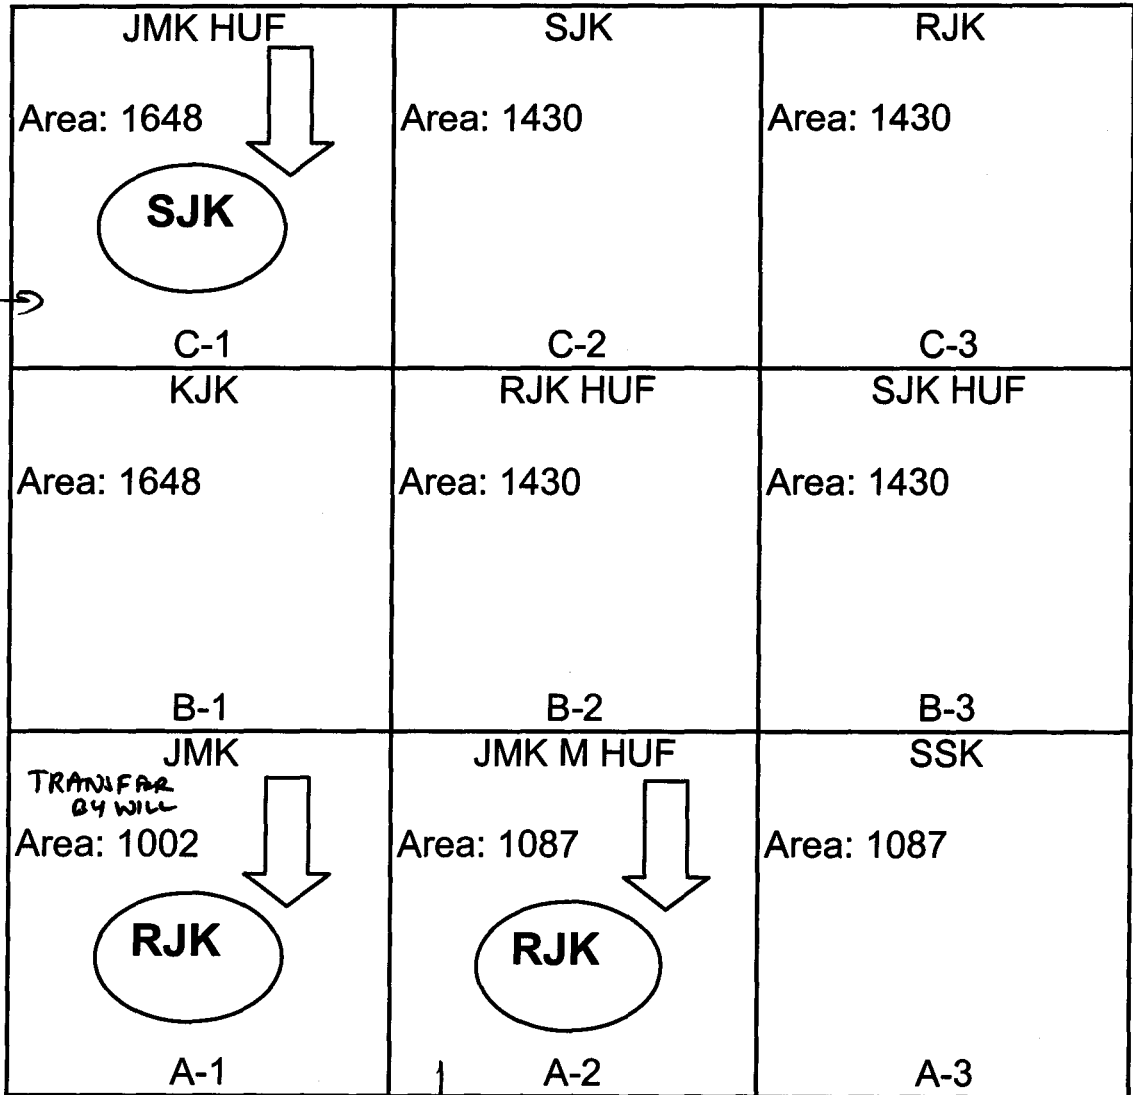 JMK HUF
Area: 1648
SJK
C-1
SJK
Area: 1430
C-2
RJK
Area: 1430
C-3
KJK
Area: 1648
B-1
RJK HUF
Area: 1430
B-2
SJK HUF
Area: 1430
B-3
JMK
TRANSFAR
BY WILL
Area: 1002
RJK
A-1
JMK M HUF
Area: 1087
RJK
A-2
SSK
Area: 1087
A-3